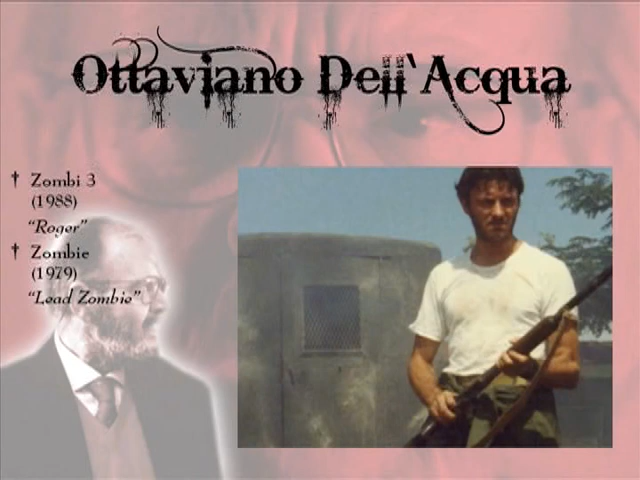 Ottaviano Dell`Acqua
† Zombi 3
(1988)
"Roger"
† Zombie
(1979)
"Lead Zombie"